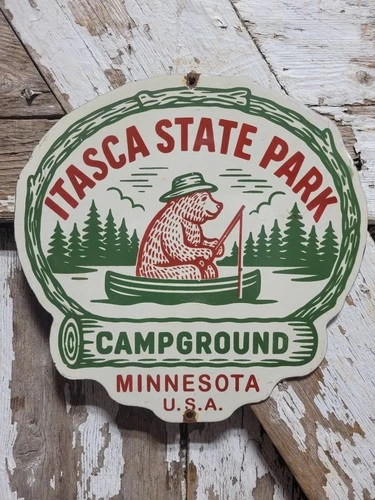 ITASCA STATE PARK
CAMPGROUND
MINNESOTA
U.S.A.